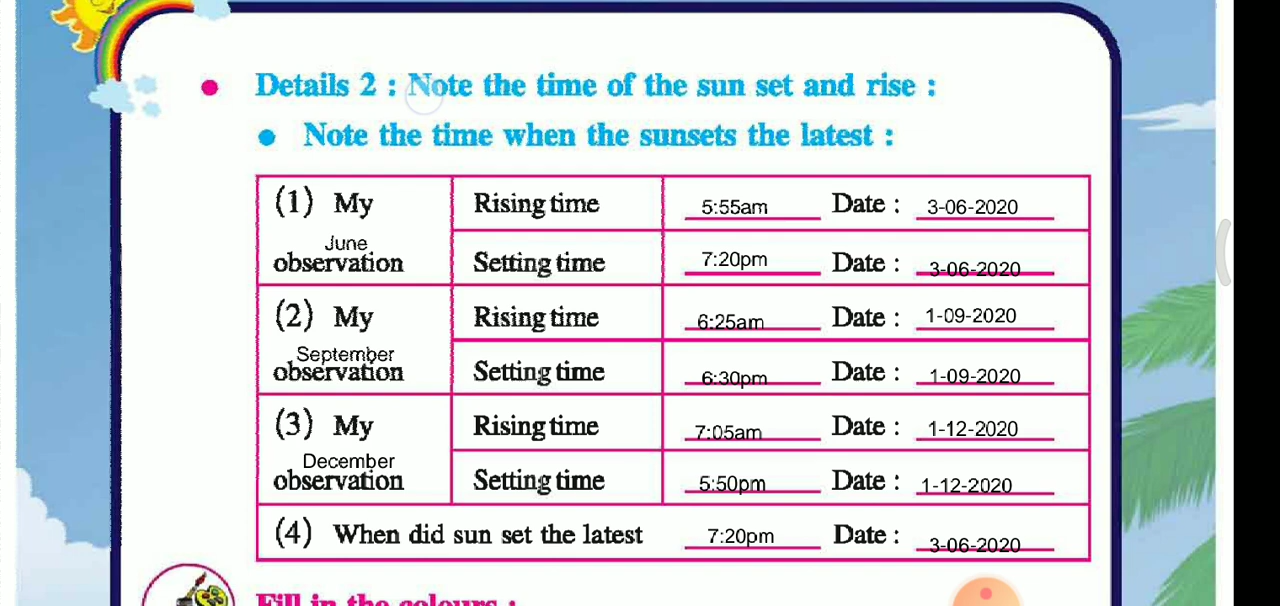 Details 2 : Note the time of the sun set and rise :
Note the time when the sunsets the latest :
(1) My Rising time 5:55am Date : 3-06-2020
June
observation Setting time 7:20pm Date : 3-06-2020
(2) My Rising time 6:25am Date : 1-09-2020
September
observation Setting time 6:30pm Date : 1-09-2020
(3) My Rising time 7:05am Date : 1-12-2020
December
observation Setting time 5:50pm Date : 1-12-2020
(4) When did sun set the latest 7:20pm Date : 3-06-2020
Fill in the colours :